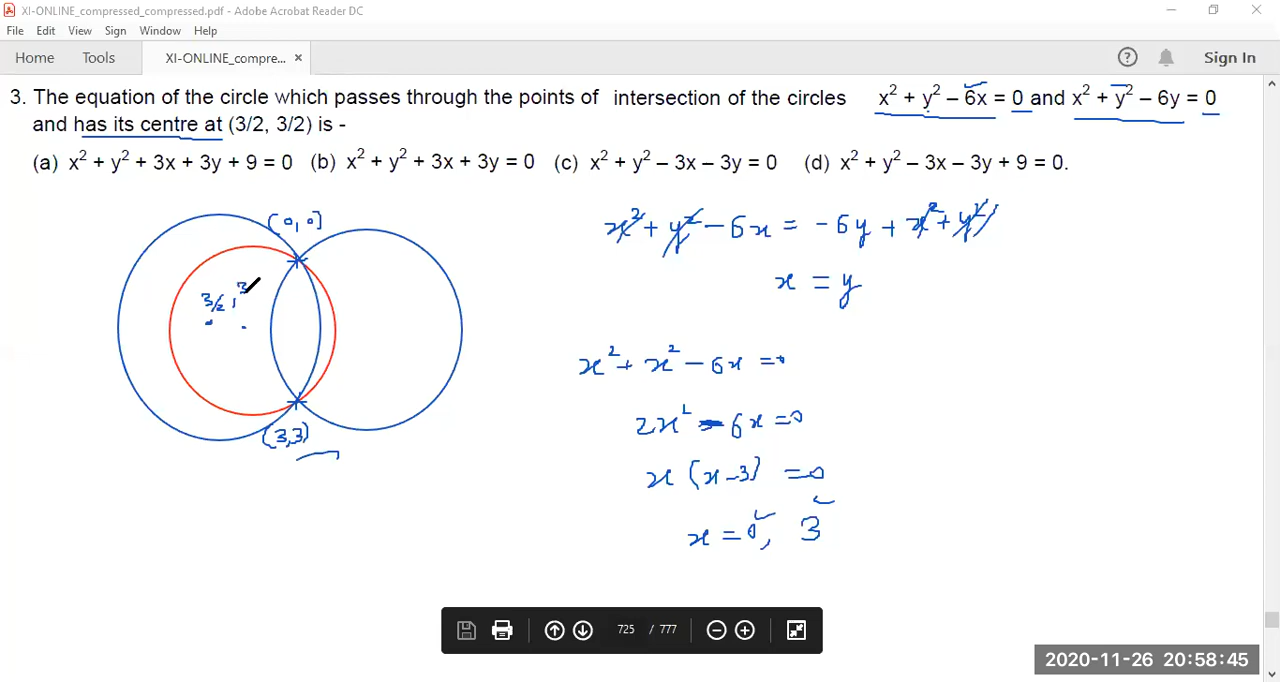 XI-ONLINE_compressed_compressed.pdf - Adobe Acrobat Reader DC
File Edit View Sign Window Help
Home Tools XI-ONLINE_compre... × Sign In
3. The equation of the circle which passes through the points of intersection of the circles x² + y² – 6x = 0 and x² + y² – 6y = 0
and has its centre at (3/2, 3/2) is -
(a) x² + y² + 3x + 3y + 9 = 0 (b) x² + y² + 3x + 3y = 0 (c) x² + y² – 3x – 3y = 0 (d) x² + y² – 3x – 3y + 9 = 0.
(0,0)
x² + y² – 6x = –6y + x² + y²
x = y
3/2, 3
x² + x² – 6x = 0
2x² – 6x = 0
(3,3)
x (x – 3) = 0
x = 0, 3
725 / 777
2020-11-26 20:58:45